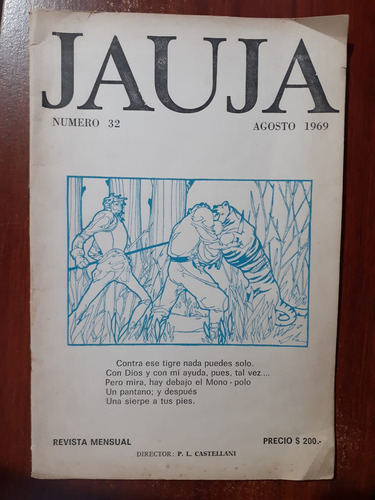 JAUJA
NUMERO 32 AGOSTO 1969
Contra ese tigre nada puedes solo.
Con Dios y con mi ayuda, pues, tal vez ...
Pero mira, hay debajo el Mono - polo
Un pantano; y después
Una sierpe a tus pies.
REVISTA MENSUAL PRECIO $ 200.-
DIRECTOR: P. L. CASTELLANI